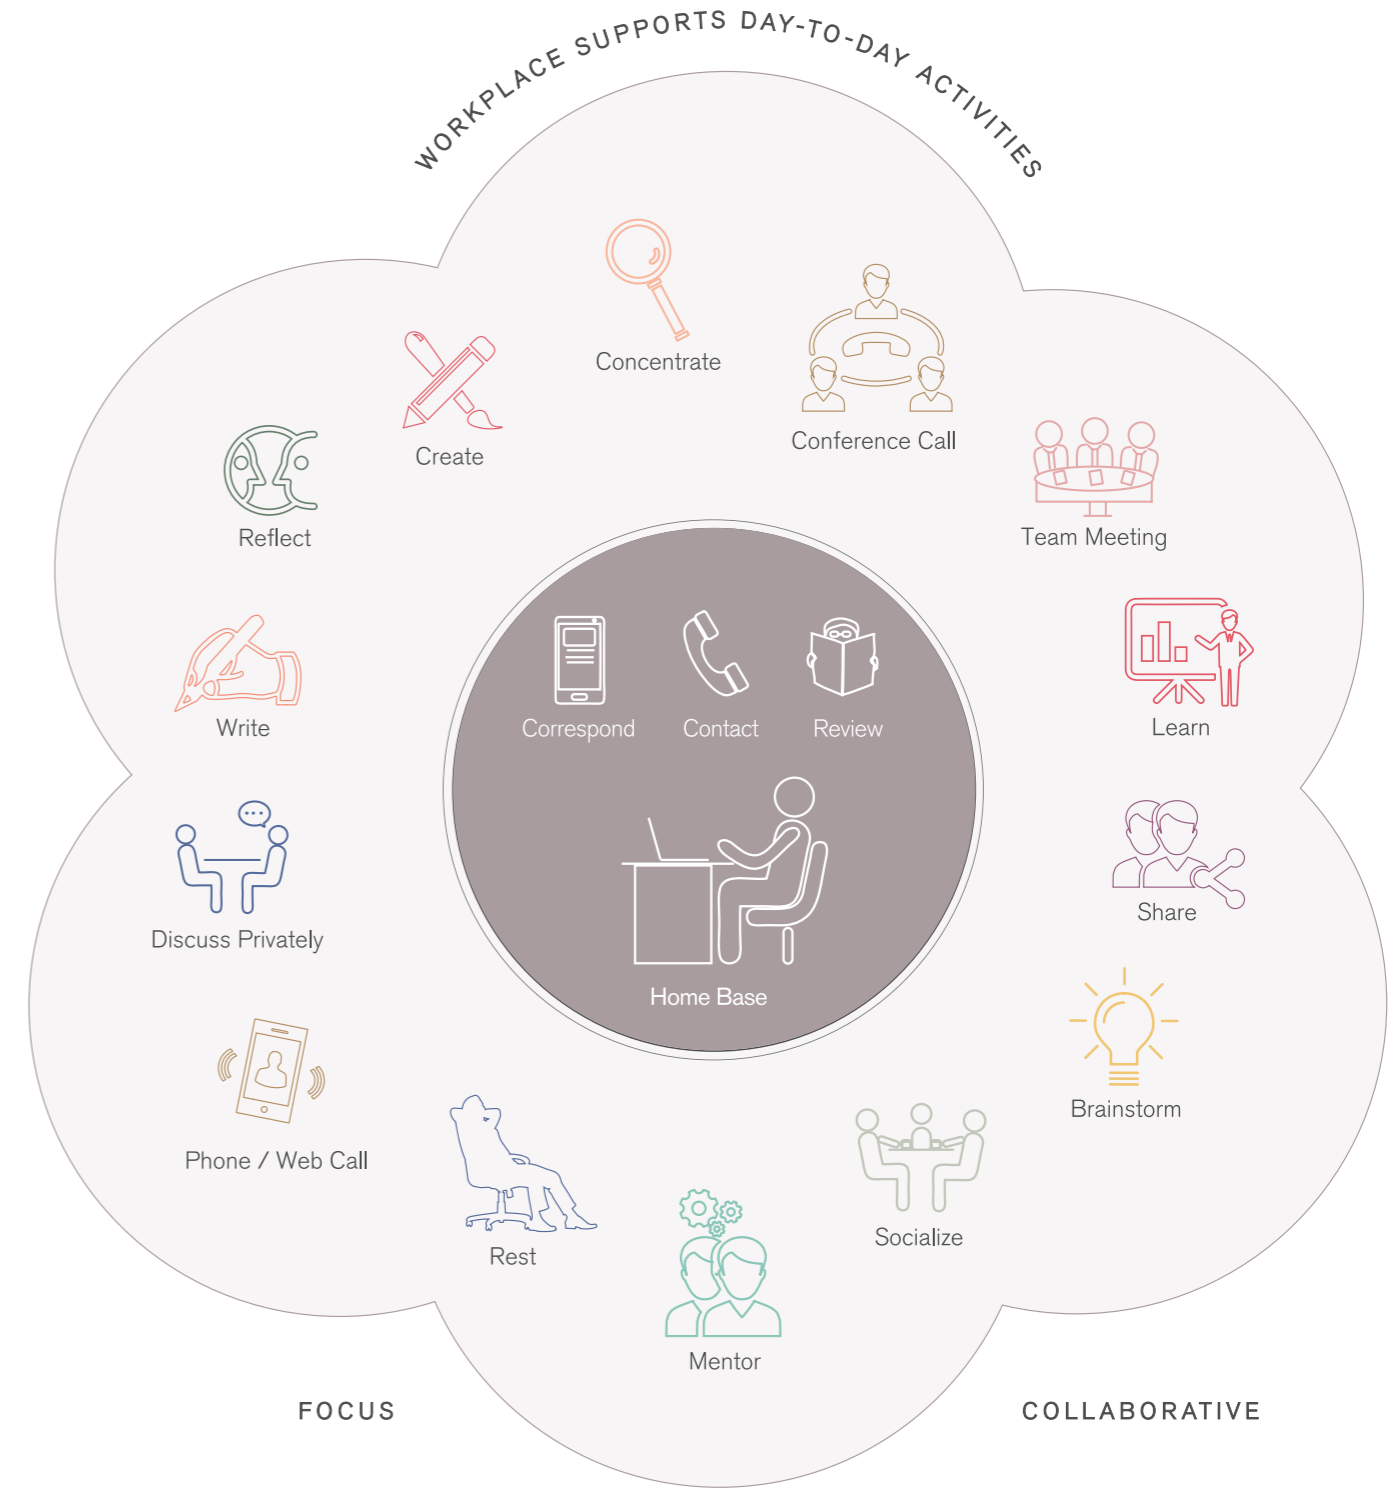 WORKPLACE SUPPORTS DAY-TO-DAY ACTIVITIES
Concentrate
Conference Call
Create
Team Meeting
Reflect
Learn
Write
Correspond
Contact
Review
Share
Discuss Privately
Home Base
Brainstorm
Phone / Web Call
Socialize
Rest
Mentor
FOCUS
COLLABORATIVE